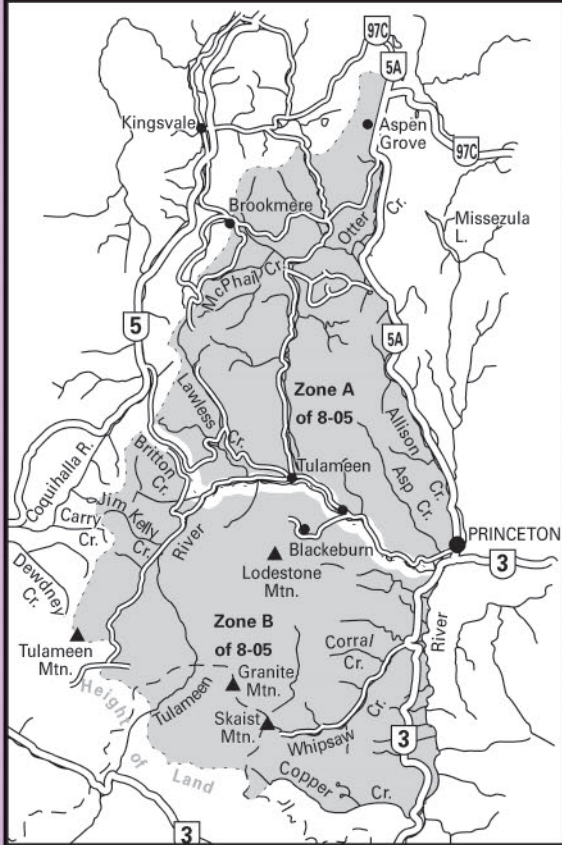 97C
5A
Kingsvale
Aspen
Grove
97C
Brookmere
Otter Cr.
Missezula
L.
McPhail Cr.
5
5A
Zone A
of 8-05
Lawless Cr.
Allison Cr.
Asp Cr.
Britton
Cr.
Tulameen
Coquihalla R.
Jim Kelly
Cr.
Carry
Cr.
River
PRINCETON
Blackeburn
3
Dewdney
Cr.
Lodestone
Mtn.
Zone B
of 8-05
River
Tulameen
Mtn.
Corral
Cr.
Granite
Mtn.
Tulameen
Height of Land
Skaist
Mtn.
Whipsaw Cr.
3
Copper Cr.
3